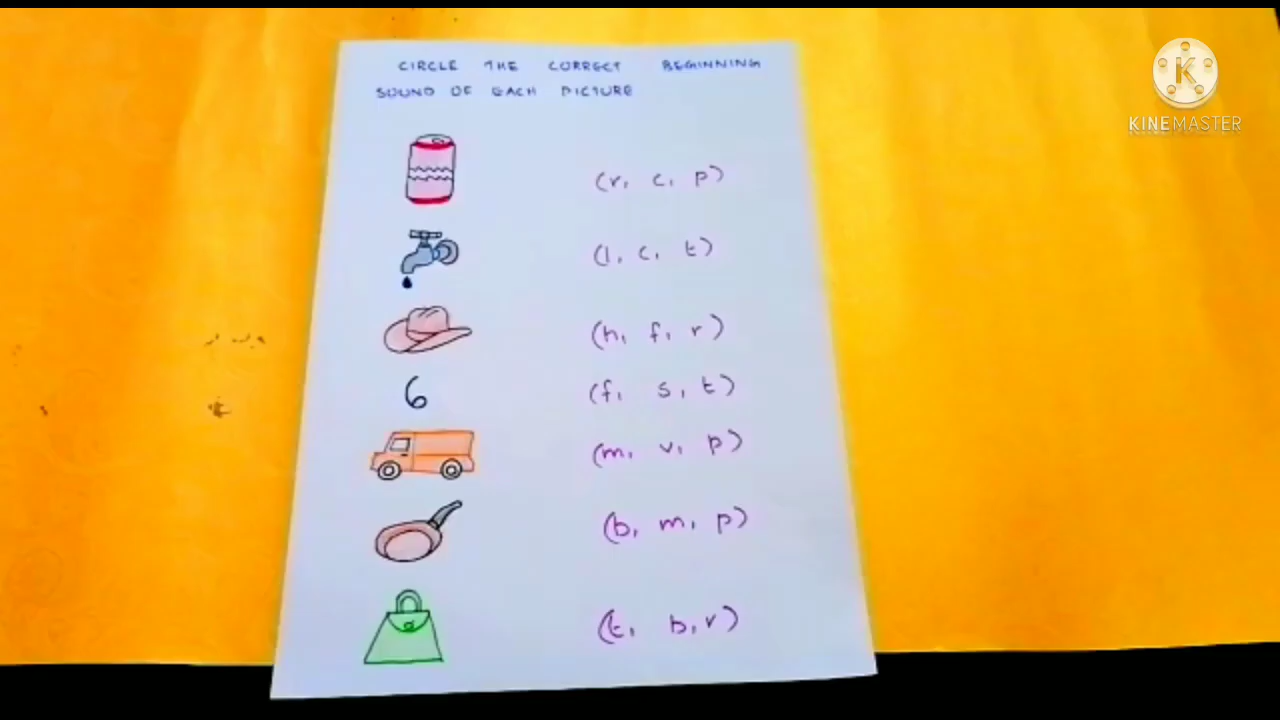 CIRCLE THE CORRECT BEGINNING
SOUND OF EACH PICTURE
K
KINEMASTER
(r, c, p)
(l, c, t)
(h, f, r)
6
(f, s, t)
(m, v, p)
(b, m, p)
(t, b, r)